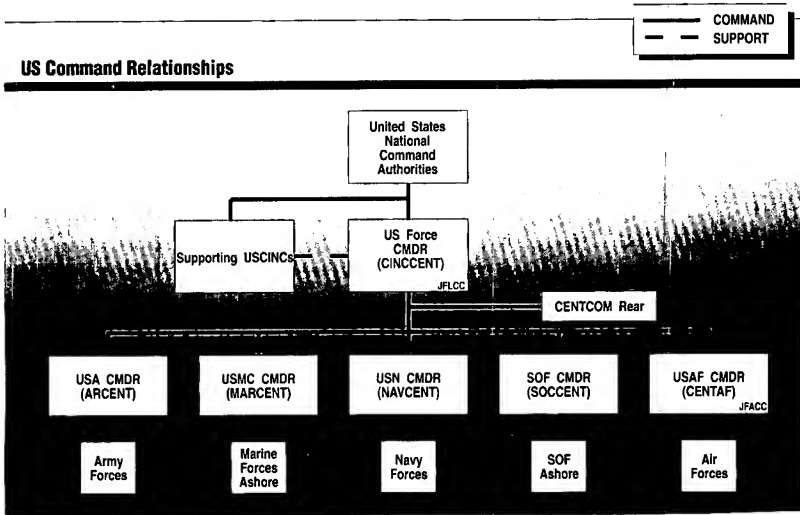 COMMAND
SUPPORT
US Command Relationships
United States
National
Command
Authorities
Supporting USCINCs
US Force
CMDR
(CINCCENT)
JFLCC
CENTCOM Rear
USA CMDR
(ARCENT)
USMC CMDR
(MARCENT)
USN CMDR
(NAVCENT)
SOF CMDR
(SOCCENT)
USAF CMDR
(CENTAF)
JFACC
Army
Forces
Marine
Forces
Ashore
Navy
Forces
SOF
Ashore
Air
Forces